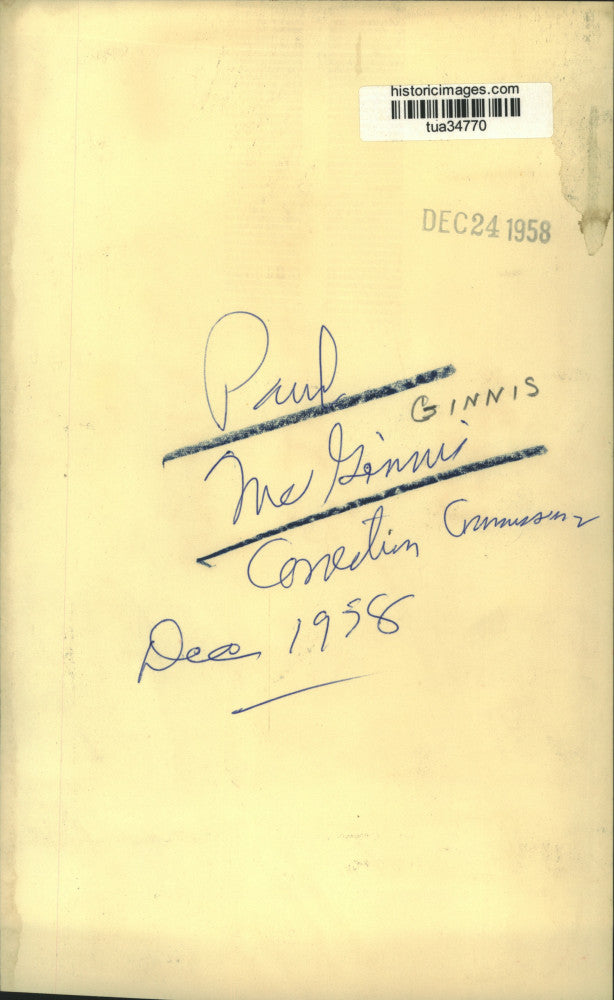 historicimages.com
tua34770
DEC 24 1958
Paul
GINNIS
Mc Ginnis
Correction Commissioner
Dec 1958